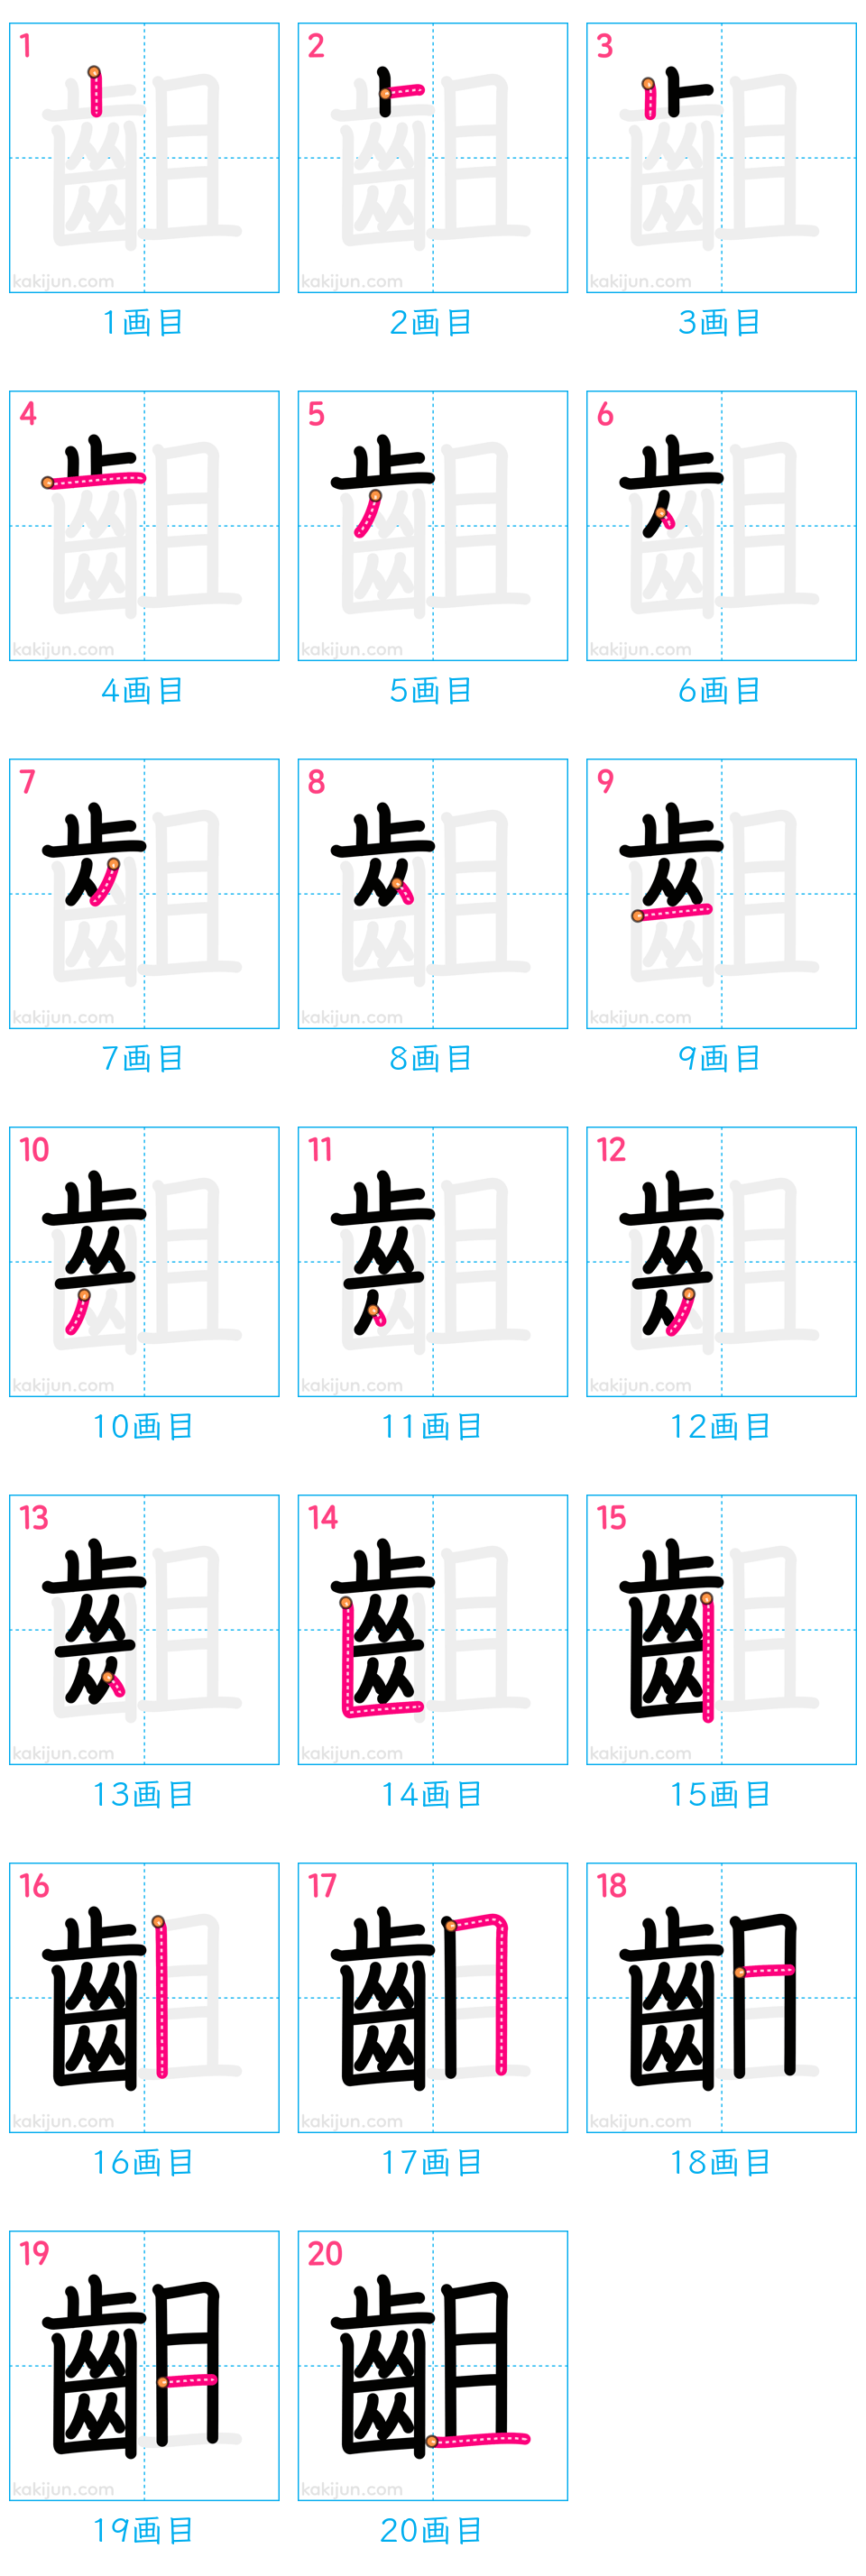 1 2 3
kakijun.com kakijun.com kakijun.com
1画目 2画目 3画目
4 5 6
kakijun.com kakijun.com kakijun.com
4画目 5画目 6画目
7 8 9
kakijun.com kakijun.com kakijun.com
7画目 8画目 9画目
10 11 12
kakijun.com kakijun.com kakijun.com
10画目 11画目 12画目
13 14 15
kakijun.com kakijun.com kakijun.com
13画目 14画目 15画目
16 17 18
kakijun.com kakijun.com kakijun.com
16画目 17画目 18画目
19 20
齟 齟
kakijun.com kakijun.com
19画目 20画目